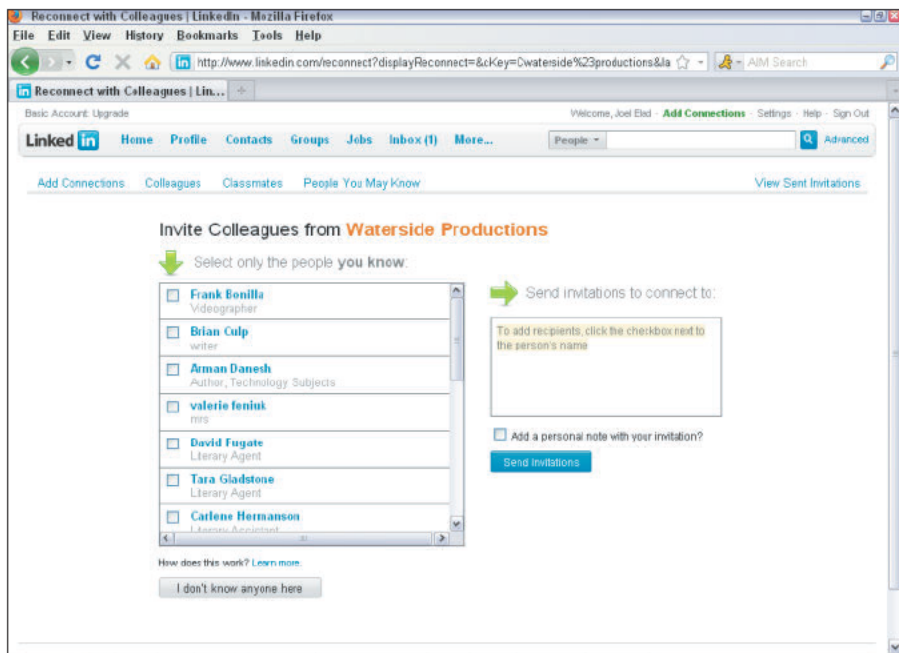 Reconnect with Colleagues | LinkedIn - Mozilla Firefox
File Edit View History Bookmarks Tools Help
http://www.linkedin.com/reconnect?displayReconnect=&cKey=0waterside%23productions&la
AIM Search
Reconnect with Colleagues | Lin...
Basic Account: Upgrade
Welcome, Joel Elad · Add Connections · Settings · Help · Sign Out
Linked in Home Profile Contacts Groups Jobs Inbox (1) More... People Advanced
Add Connections Colleagues Classmates People You May Know View Sent Invitations
Invite Colleagues from Waterside Productions
Select only the people you know:
Send invitations to connect to:
Frank Bonilla
Videographer
Brian Culp
writer
Arman Danesh
Author, Technology Subjects
valerie feniuk
mrs
David Fugate
Literary Agent
Tara Gladstone
Literary Agent
Carlene Hermanson
Literary Assistant
To add recipients, click the checkbox next to
the person's name
Add a personal note with your invitation?
Send Invitations
How does this work? Learn more.
I don't know anyone here